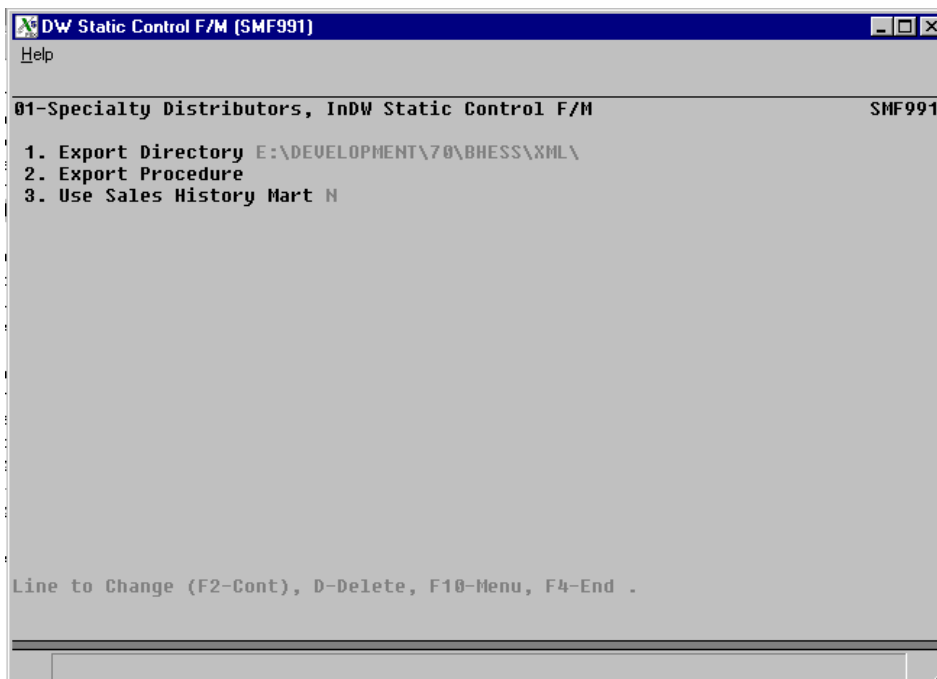 DW Static Control F/M (SMF991)
Help
01-Specialty Distributors, InDW Static Control F/M SMF991
1. Export Directory E:\DEVELOPMENT\70\BHESS\XML\
2. Export Procedure
3. Use Sales History Mart N
Line to Change (F2-Cont), D-Delete, F10-Menu, F4-End .